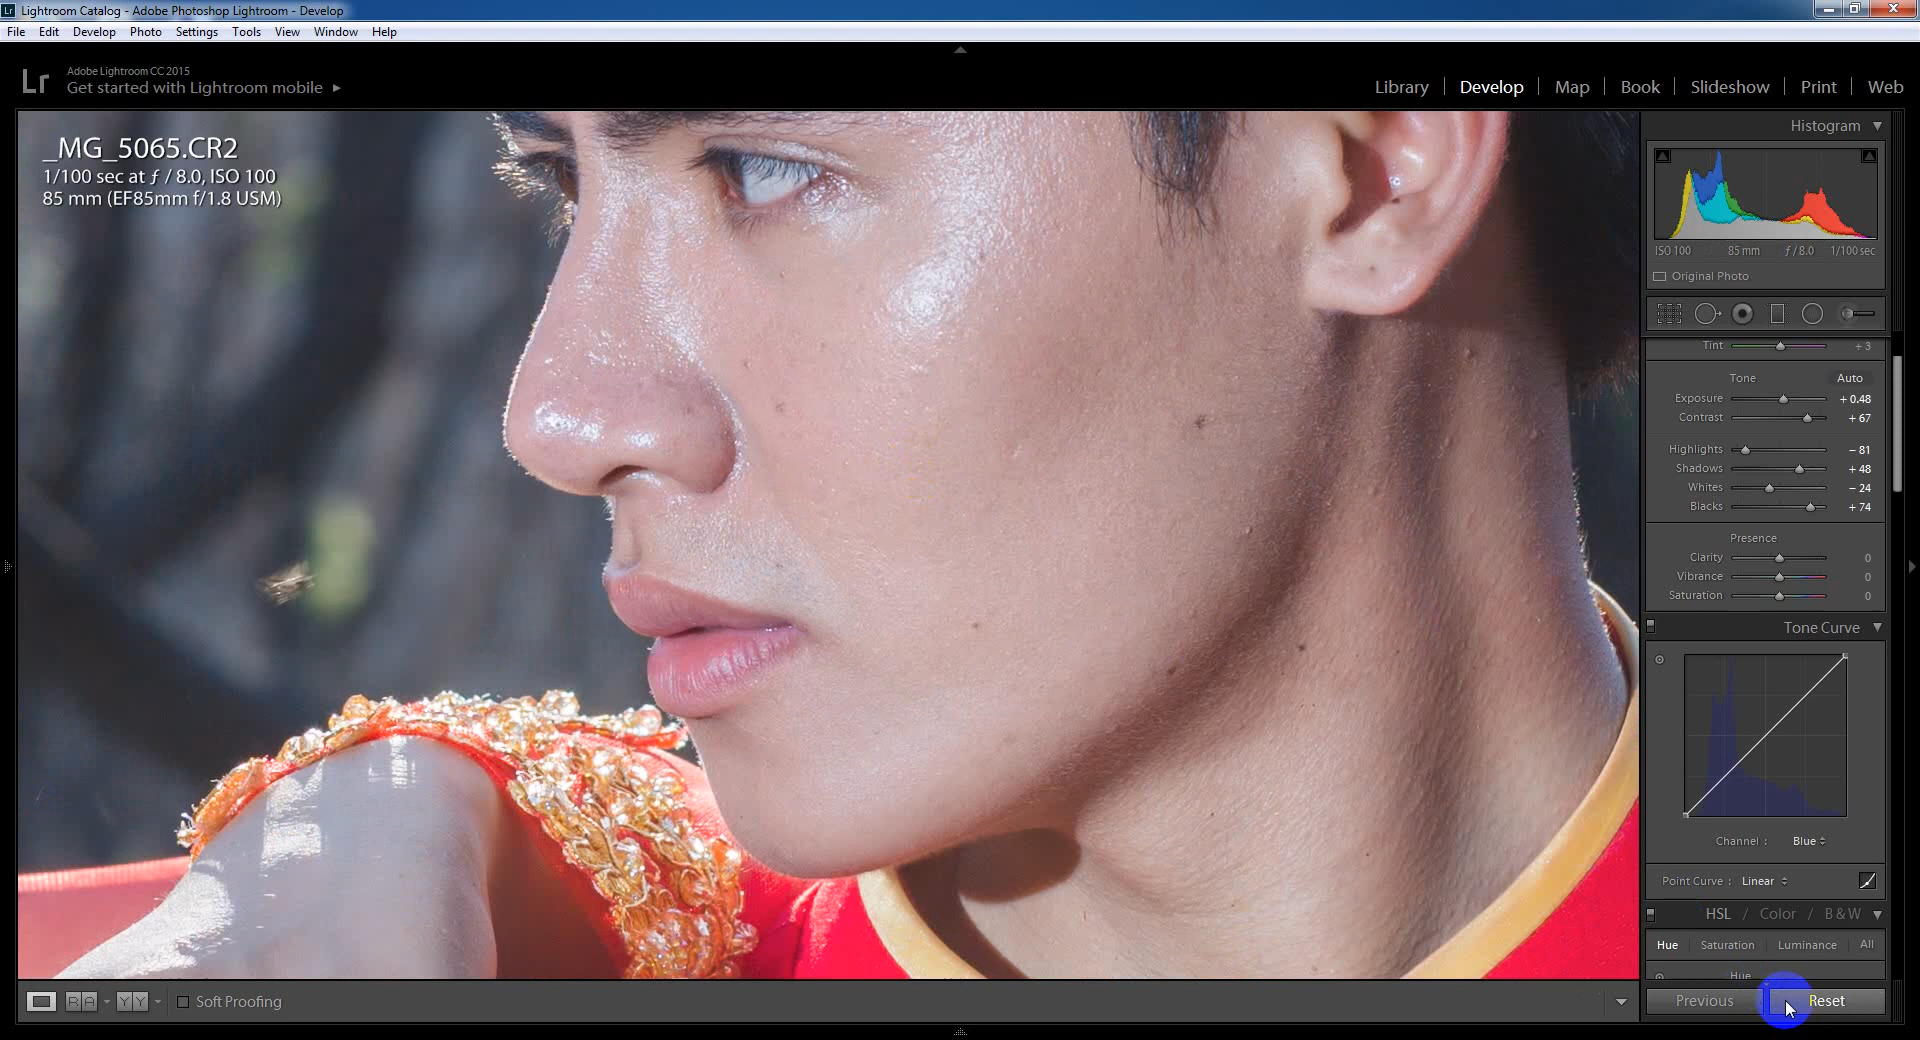 Lightroom Catalog - Adobe Photoshop Lightroom - Develop
File Edit Develop Photo Settings Tools View Window Help
Lr
Adobe Lightroom CC 2015
Get started with Lightroom mobile
Library Develop Map Book Slideshow Print Web
_MG_5065.CR2
1/100 sec at ƒ / 8.0, ISO 100
85 mm (EF85mm f/1.8 USM)
Histogram
ISO 100 85 mm ƒ / 8.0 1/100 sec
Original Photo
Tint + 3
Tone Auto
Exposure + 0.48
Contrast + 67
Highlights − 81
Shadows + 48
Whites − 24
Blacks + 74
Presence
Clarity 0
Vibrance 0
Saturation 0
Tone Curve
Channel : Blue
Point Curve : Linear
HSL / Color / B & W
Hue Saturation Luminance All
Hue
Previous Reset
R A Y Y Soft Proofing